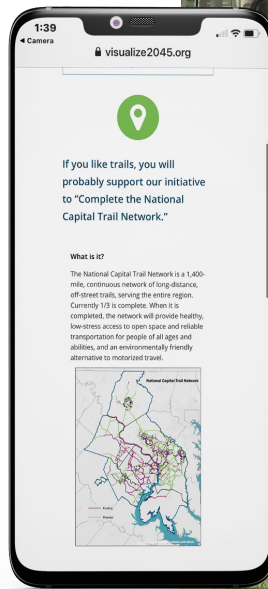 1:39
◀ Camera
visualize2045.org
If you like trails, you will
probably support our initiative
to “Complete the National
Capital Trail Network.”
What is it?
The National Capital Trail Network is a 1,400-
mile, continuous network of long-distance,
off-street trails, serving the entire region.
Currently 1/3 is complete. When it is
completed, the network will provide healthy,
low-stress access to open space and reliable
transportation for people of all ages and
abilities, and an environmentally friendly
alternative to motorized travel.
National Capital Trail Network
Existing
Planned